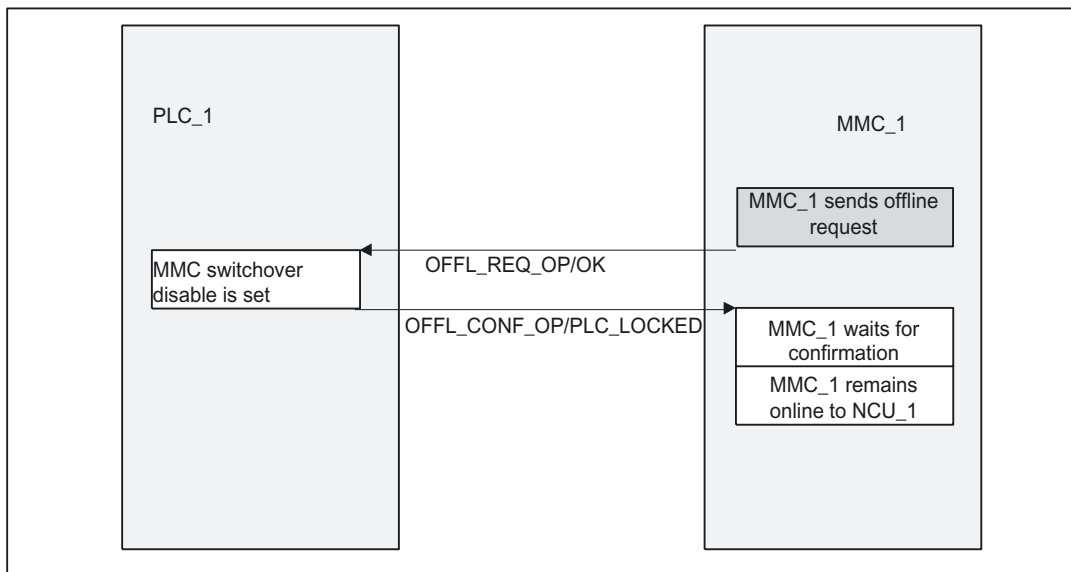 PLC_1
MMC_1
MMC_1 sends offline
request
OFFL_REQ_OP/OK
MMC switchover
disable is set
OFFL_CONF_OP/PLC_LOCKED
MMC_1 waits for
confirmation
MMC_1 remains
online to NCU_1